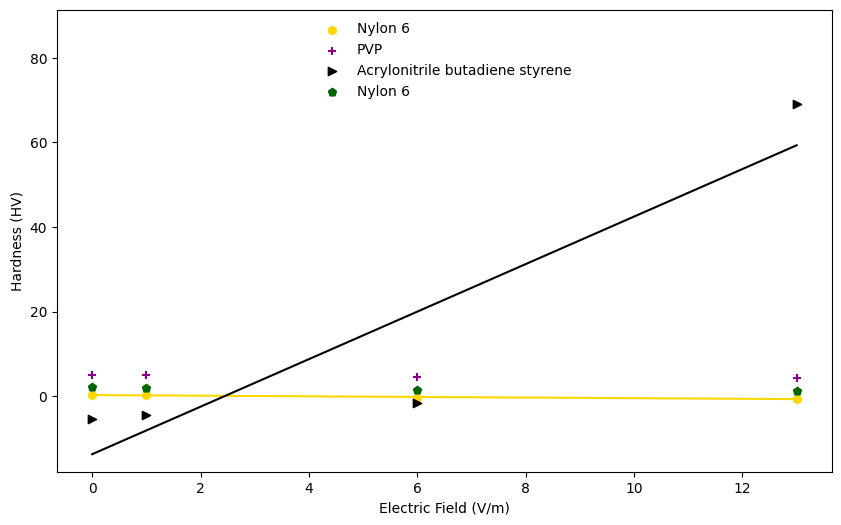 Nylon 6
PVP
Acrylonitrile butadiene styrene
Nylon 6
80
60
40
20
0
Hardness (HV)
0 2 4 6 8 10 12
Electric Field (V/m)